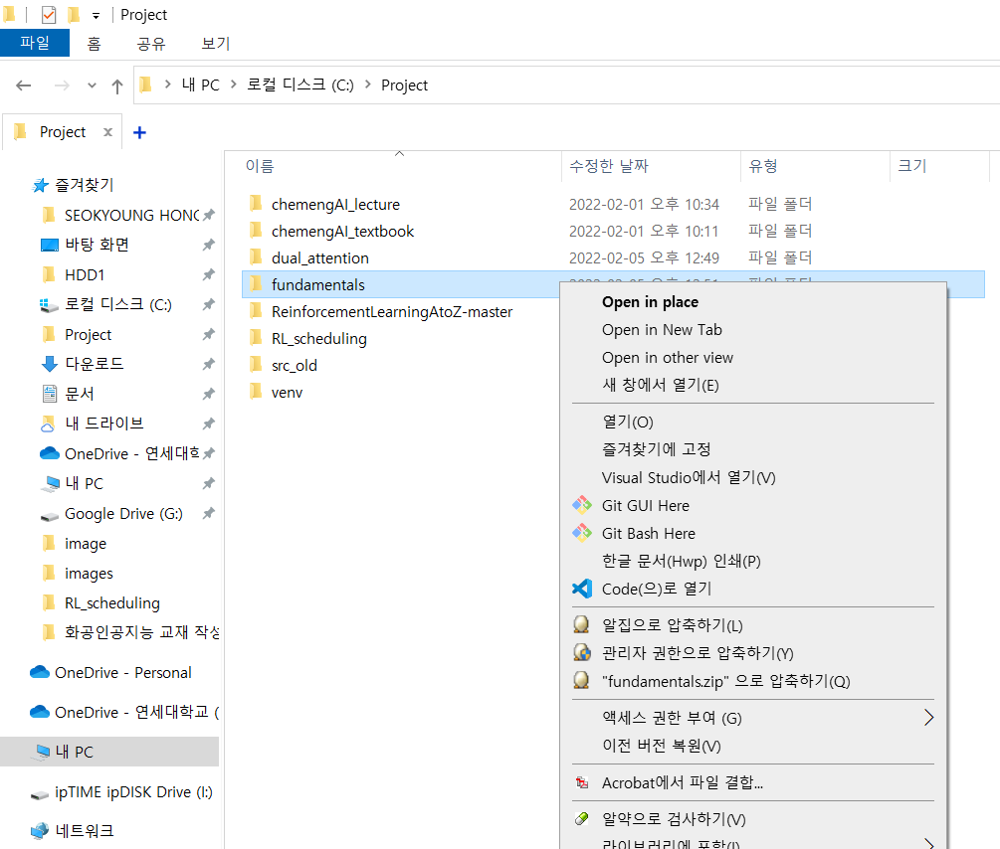 Project
파일 홈 공유 보기
내 PC 로컬 디스크 (C:) Project
Project
이름 수정한 날짜 유형 크기
즐겨찾기
SEOKYOUNG HONG
바탕 화면
HDD1
로컬 디스크 (C:)
Project
다운로드
문서
내 드라이브
OneDrive - 연세대학
내 PC
Google Drive (G:)
image
images
RL_scheduling
화공인공지능 교재 작성
OneDrive - Personal
OneDrive - 연세대학교 (
내 PC
ipTIME ipDISK Drive (I:)
네트워크
chemengAI_lecture 2022-02-01 오후 10:34 파일 폴더
chemengAI_textbook 2022-02-01 오후 10:11 파일 폴더
dual_attention 2022-02-05 오후 12:49 파일 폴더
fundamentals
ReinforcementLearningAtoZ-master
RL_scheduling
src_old
venv
Open in place
Open in New Tab
Open in other view
새 창에서 열기(E)
열기(O)
즐겨찾기에 고정
Visual Studio에서 열기(V)
Git GUI Here
Git Bash Here
한글 문서(Hwp) 인쇄(P)
Code(으)로 열기
알집으로 압축하기(L)
관리자 권한으로 압축하기(Y)
"fundamentals.zip" 으로 압축하기(Q)
액세스 권한 부여 (G)
이전 버전 복원(V)
Acrobat에서 파일 결합...
알약으로 검사하기(V)
라이브러리에 포함(I)